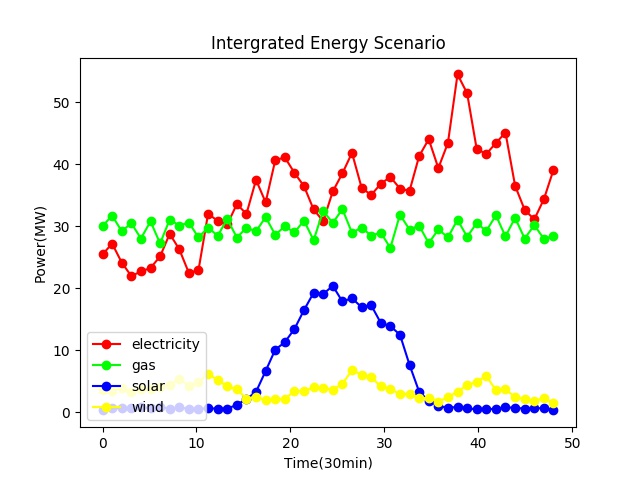 Intergrated Energy Scenario
Power(MW)
50
40
30
20
10
0
electricity
gas
solar
wind
0 10 20 30 40 50
Time(30min)